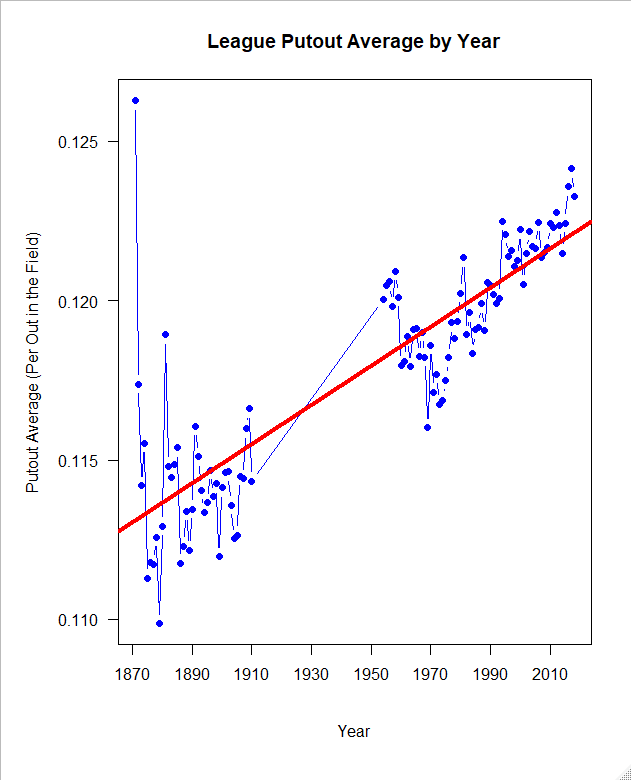 League Putout Average by Year
Putout Average (Per Out in the Field)
0.125
0.120
0.115
0.110
1870 1890 1910 1930 1950 1970 1990 2010
Year